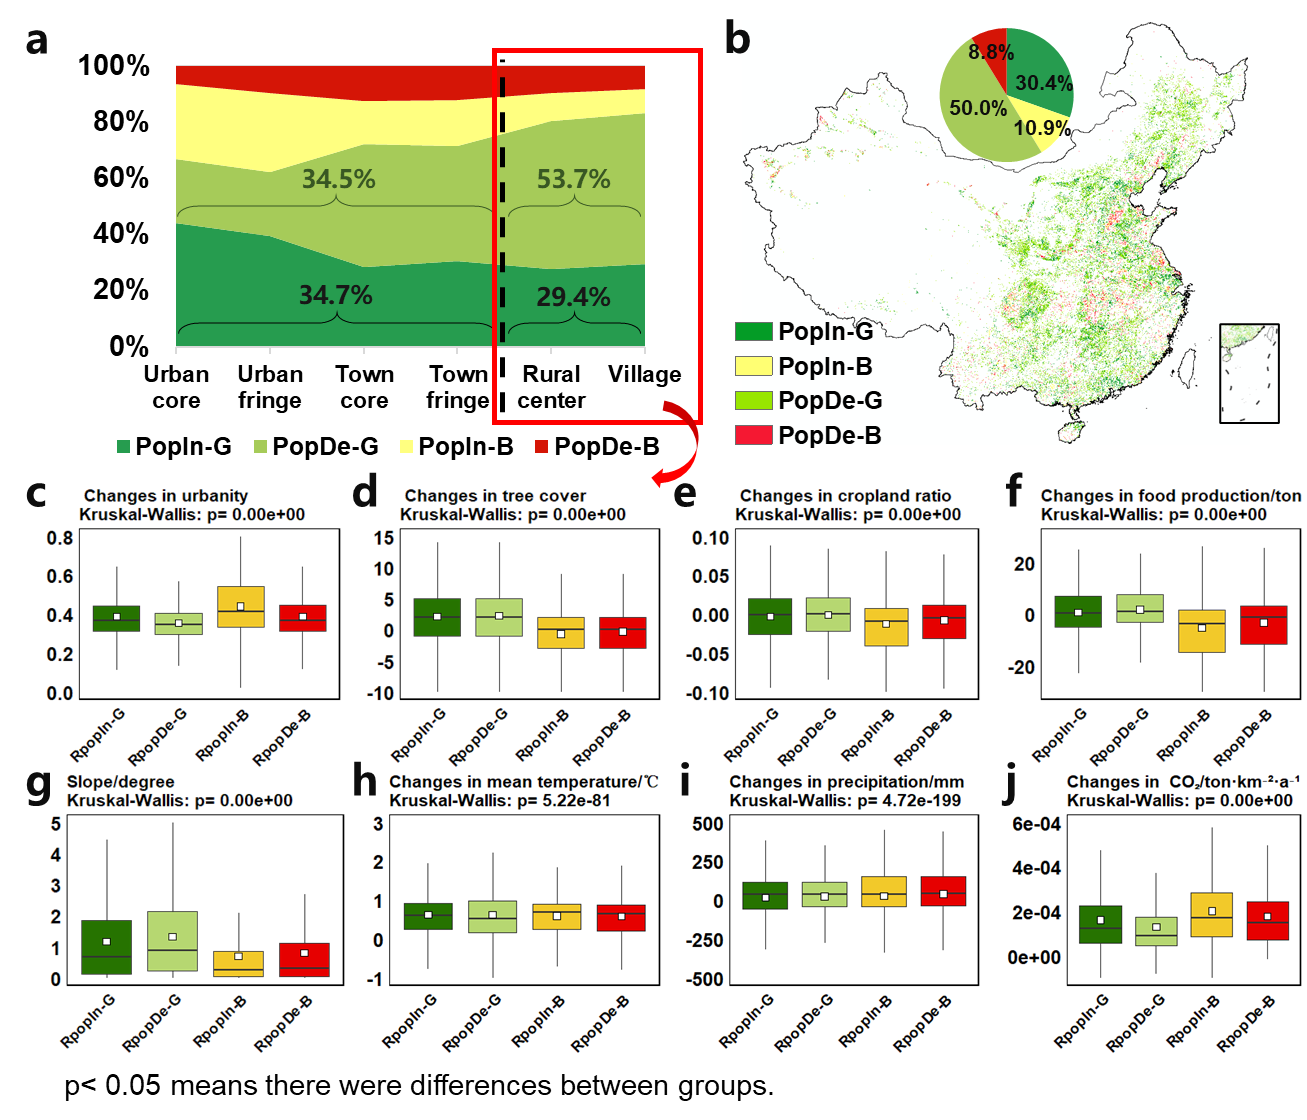 a
100%
80%
60%
40%
20%
0%
34.5%
53.7%
34.7%
29.4%
Urban
core
Urban
fringe
Town
core
Town
fringe
Rural
center
Village
PopIn-G PopDe-G PopIn-B PopDe-B
b
8.8%
30.4%
50.0%
10.9%
PopIn-G
PopIn-B
PopDe-G
PopDe-B
c
Changes in urbanity
Kruskal-Wallis: p= 0.00e+00
0.8
0.6
0.4
0.2
0.0
RpopIn-G
RpopDe-G
RpopIn-B
RpopDe-B
d
Changes in tree cover
Kruskal-Wallis: p= 0.00e+00
15
10
5
0
-5
-10
RpopIn-G
RpopDe-G
RpopIn-B
RpopDe-B
e
Changes in cropland ratio
Kruskal-Wallis: p= 0.00e+00
0.10
0.05
0.00
-0.05
-0.10
RpopIn-G
RpopDe-G
RpopIn-B
RpopDe-B
f
Changes in food production/ton
Kruskal-Wallis: p= 0.00e+00
20
0
-20
RpopIn-G
RpopDe-G
RpopIn-B
RpopDe-B
g
Slope/degree
Kruskal-Wallis: p= 0.00e+00
5
4
3
2
1
0
RpopIn-G
RpopDe-G
RpopIn-B
RpopDe-B
h
Changes in mean temperature/℃
Kruskal-Wallis: p= 5.22e-81
3
2
1
0
-1
RpopIn-G
RpopDe-G
RpopIn-B
RpopDe-B
i
Changes in precipitation/mm
Kruskal-Wallis: p= 4.72e-199
500
250
0
-250
-500
RpopIn-G
RpopDe-G
RpopIn-B
RpopDe-B
j
Changes in CO₂/ton·km⁻²·a⁻¹
Kruskal-Wallis: p= 0.00e+00
6e-04
4e-04
2e-04
0e+00
RpopIn-G
RpopDe-G
RpopIn-B
RpopDe-B
p< 0.05 means there were differences between groups.